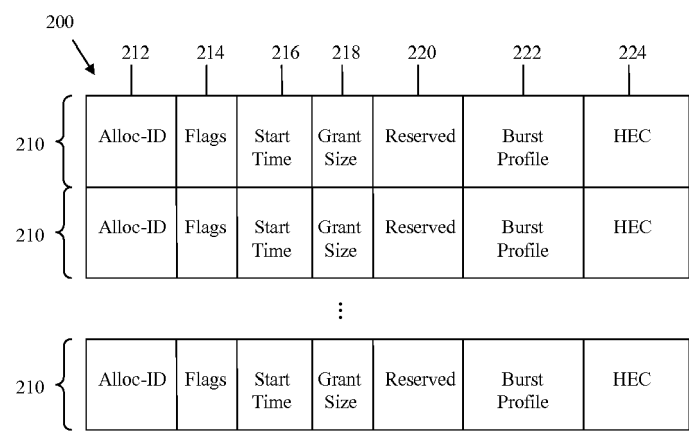 200
212 214 216 218 220 222 224
210 Alloc-ID Flags Start Time Grant Size Reserved Burst Profile HEC
210 Alloc-ID Flags Start Time Grant Size Reserved Burst Profile HEC
⋮
210 Alloc-ID Flags Start Time Grant Size Reserved Burst Profile HEC